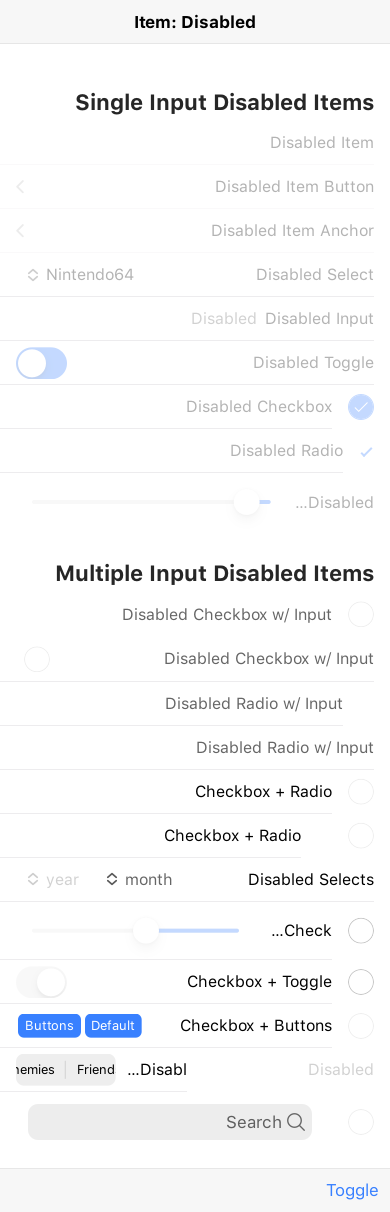 Item: Disabled
Single Input Disabled Items
Disabled Item
Disabled Item Button
Disabled Item Anchor
Disabled Select Nintendo64
Disabled Input Disabled
Disabled Toggle
Disabled Checkbox
Disabled Radio
...Disabled
Multiple Input Disabled Items
Disabled Checkbox w/ Input
Disabled Checkbox w/ Input
Disabled Radio w/ Input
Disabled Radio w/ Input
Checkbox + Radio
Checkbox + Radio
Disabled Selects month year
...Check
Checkbox + Toggle
Checkbox + Buttons Default Buttons
Disabled ...Disabl Friend nemies
Search
Toggle